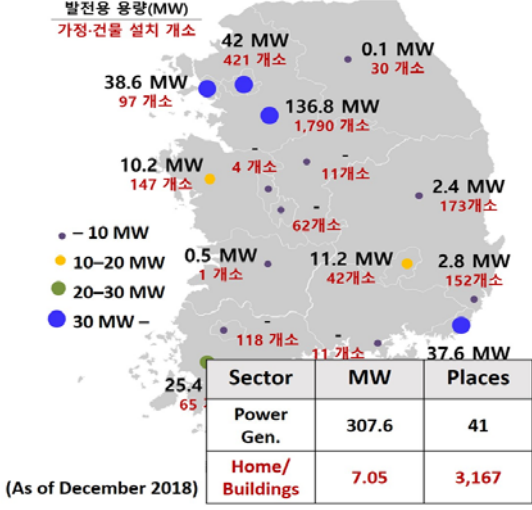 발전용 용량(MW)
가정·건물 설치 개소
42 MW
421 개소
0.1 MW
30 개소
38.6 MW
97 개소
136.8 MW
1,790 개소
-
4 개소
-
11개소
10.2 MW
147 개소
2.4 MW
173개소
-
62개소
– 10 MW
10–20 MW
20–30 MW
30 MW –
0.5 MW
1 개소
11.2 MW
42개소
2.8 MW
152개소
-
118 개소
-
11 개소
37.6 MW
25.4
65
Sector MW Places
Power Gen. 307.6 41
Home/ Buildings 7.05 3,167
(As of December 2018)